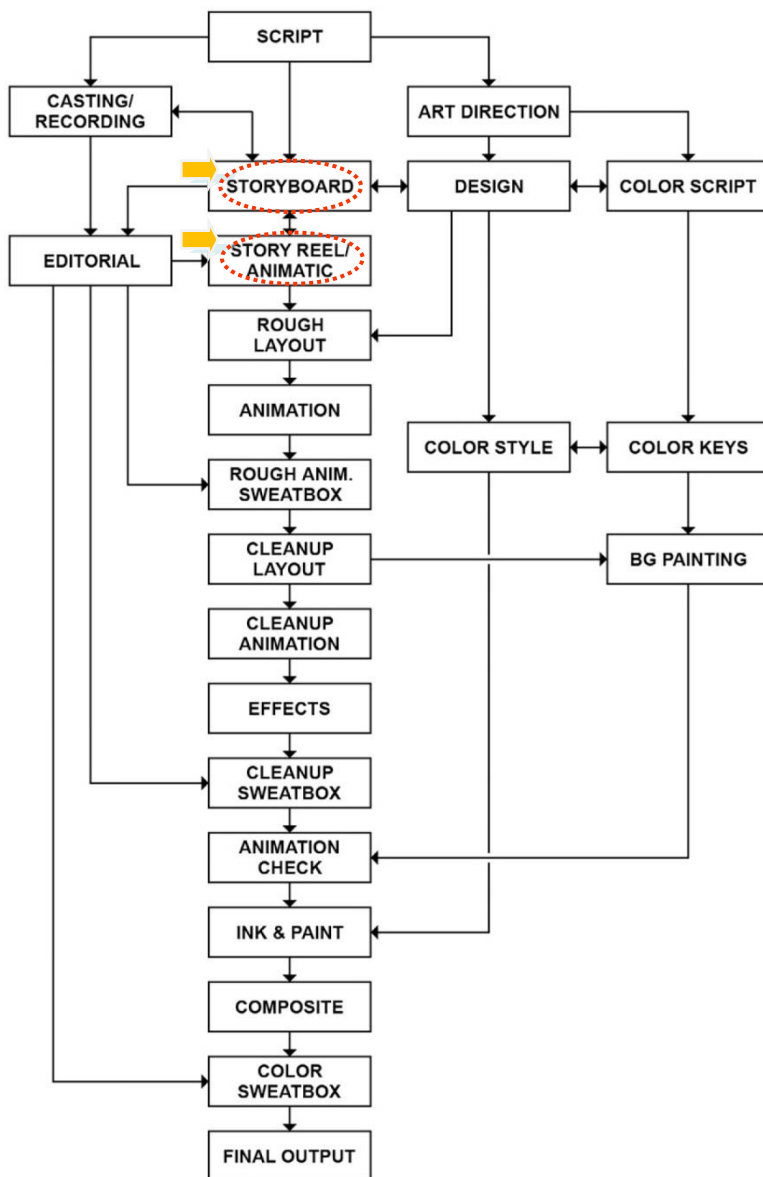 SCRIPT
CASTING/
RECORDING
ART DIRECTION
STORYBOARD
DESIGN
COLOR SCRIPT
EDITORIAL
STORY REEL/
ANIMATIC
ROUGH
LAYOUT
ANIMATION
COLOR STYLE
COLOR KEYS
ROUGH ANIM.
SWEATBOX
CLEANUP
LAYOUT
BG PAINTING
CLEANUP
ANIMATION
EFFECTS
CLEANUP
SWEATBOX
ANIMATION
CHECK
INK & PAINT
COMPOSITE
COLOR
SWEATBOX
FINAL OUTPUT